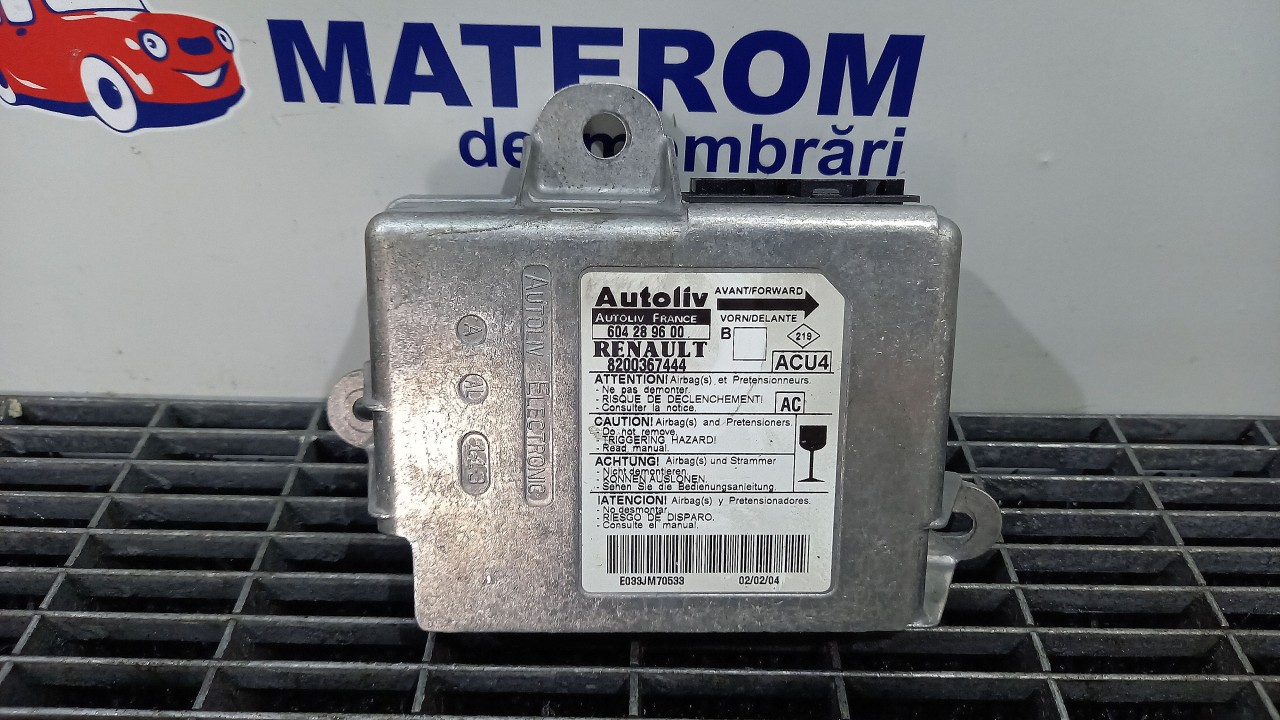 MATEROM
de membrări
AUTOLIV ELECTRONIC
Autoliv
AUTOLIV FRANCE
604 28 96 00
RENAULT
8200367444
AVANT/FORWARD
VORN/DELANTE
B
219
ACU4
ATTENTION! Airbag(s) et Pretensionneurs.
- Ne pas demonter.
- RISQUE DE DECLENCHEMENT!
- Consulter la notice.
AC
CAUTION! Airbag(s) and Pretensioners.
- Do not remove.
- TRIGGERING HAZARD!
- Read manual.
ACHTUNG! Airbag(s) und Strammer
- Nicht demontieren.
- KONNEN AUSLONEN.
- Sehen Sie die Bedienungsanleitung.
¡ATENCION! Airbag(s) y Pretensionadores.
- No desmontar.
- RIESGO DE DISPARO.
- Consulte el manual.
E033JM70533 02/02/04